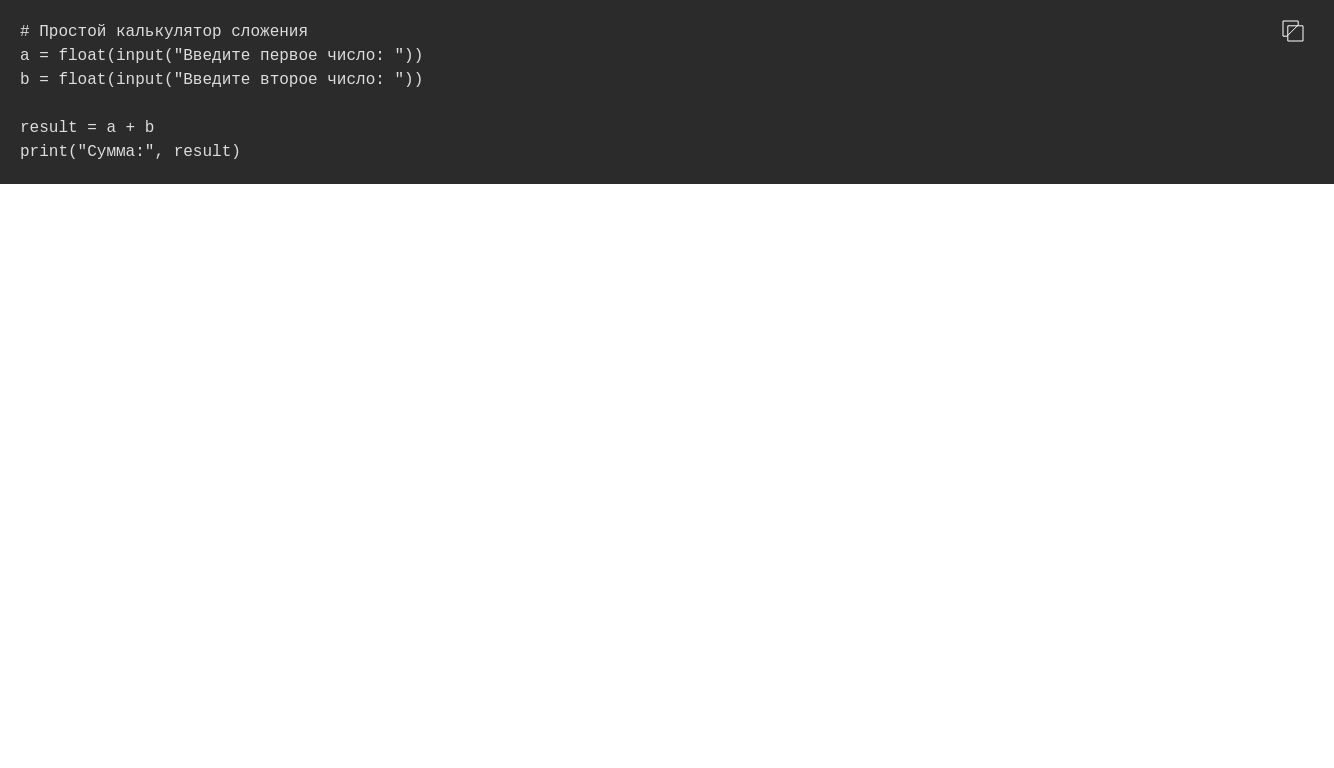 # Простой калькулятор сложения
a = float(input("Введите первое число: "))
b = float(input("Введите второе число: "))
result = a + b
print("Сумма:", result)